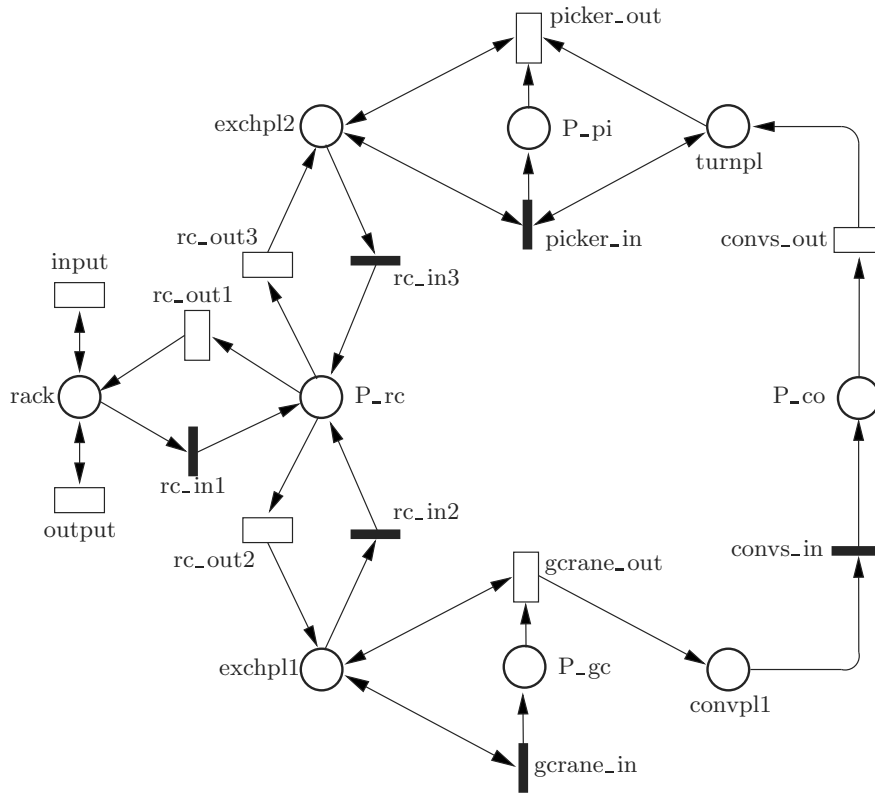 picker_out
exchpl2
P_pi
turnpl
rc_out3
picker_in
convs_out
input
rc_in3
rc_out1
rack
P_rc
P_co
rc_in1
rc_in2
output
rc_out2
gcrane_out
convs_in
exchpl1
P_gc
convpl1
gcrane_in